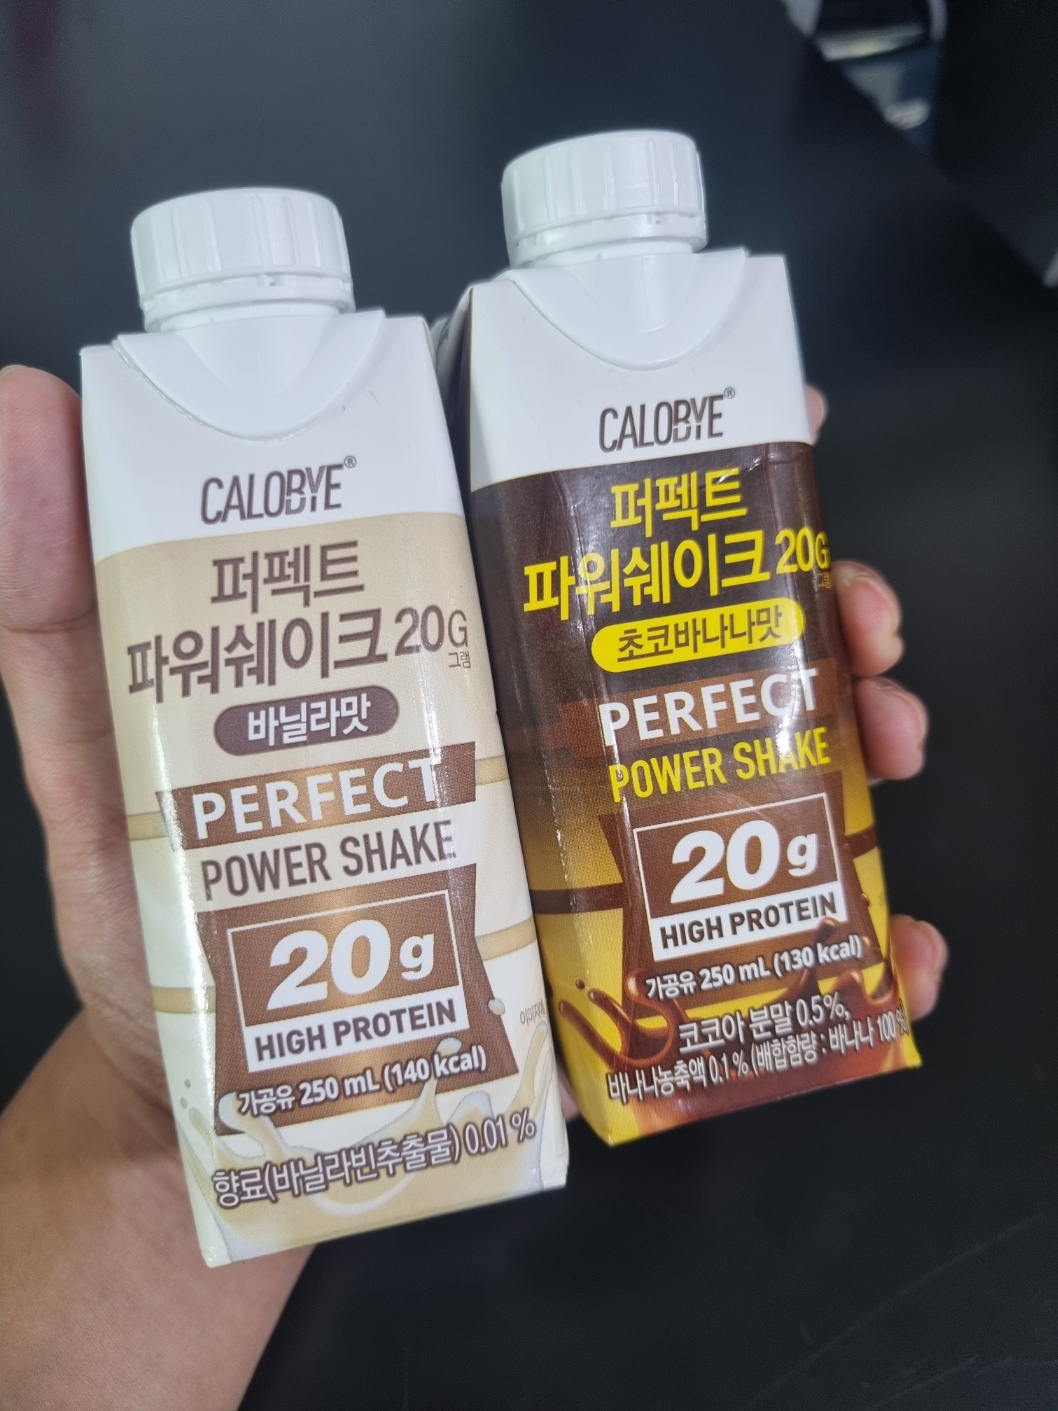 CALOBYE®
퍼펙트
파워쉐이크 20G
그램
바닐라맛
PERFECT
POWER SHAKE
20g
HIGH PROTEIN
가공유 250 mL (140 kcal)
향료(바닐라빈추출물) 0.01 %
CALOBYE®
퍼펙트
파워쉐이크 20G
그램
초코바나나맛
PERFECT
POWER SHAKE
20g
HIGH PROTEIN
가공유 250 mL (130 kcal)
코코아 분말 0.5%,
바나나농축액 0.1 % (배합함량 : 바나나 100 %